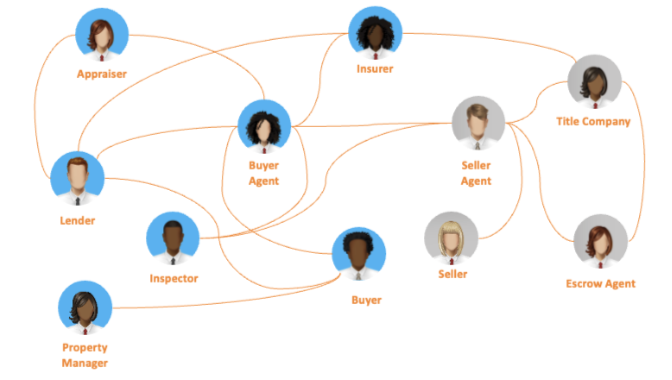 Appraiser
Insurer
Title Company
Buyer
Agent
Seller
Agent
Lender
Inspector
Buyer
Seller
Escrow Agent
Property
Manager